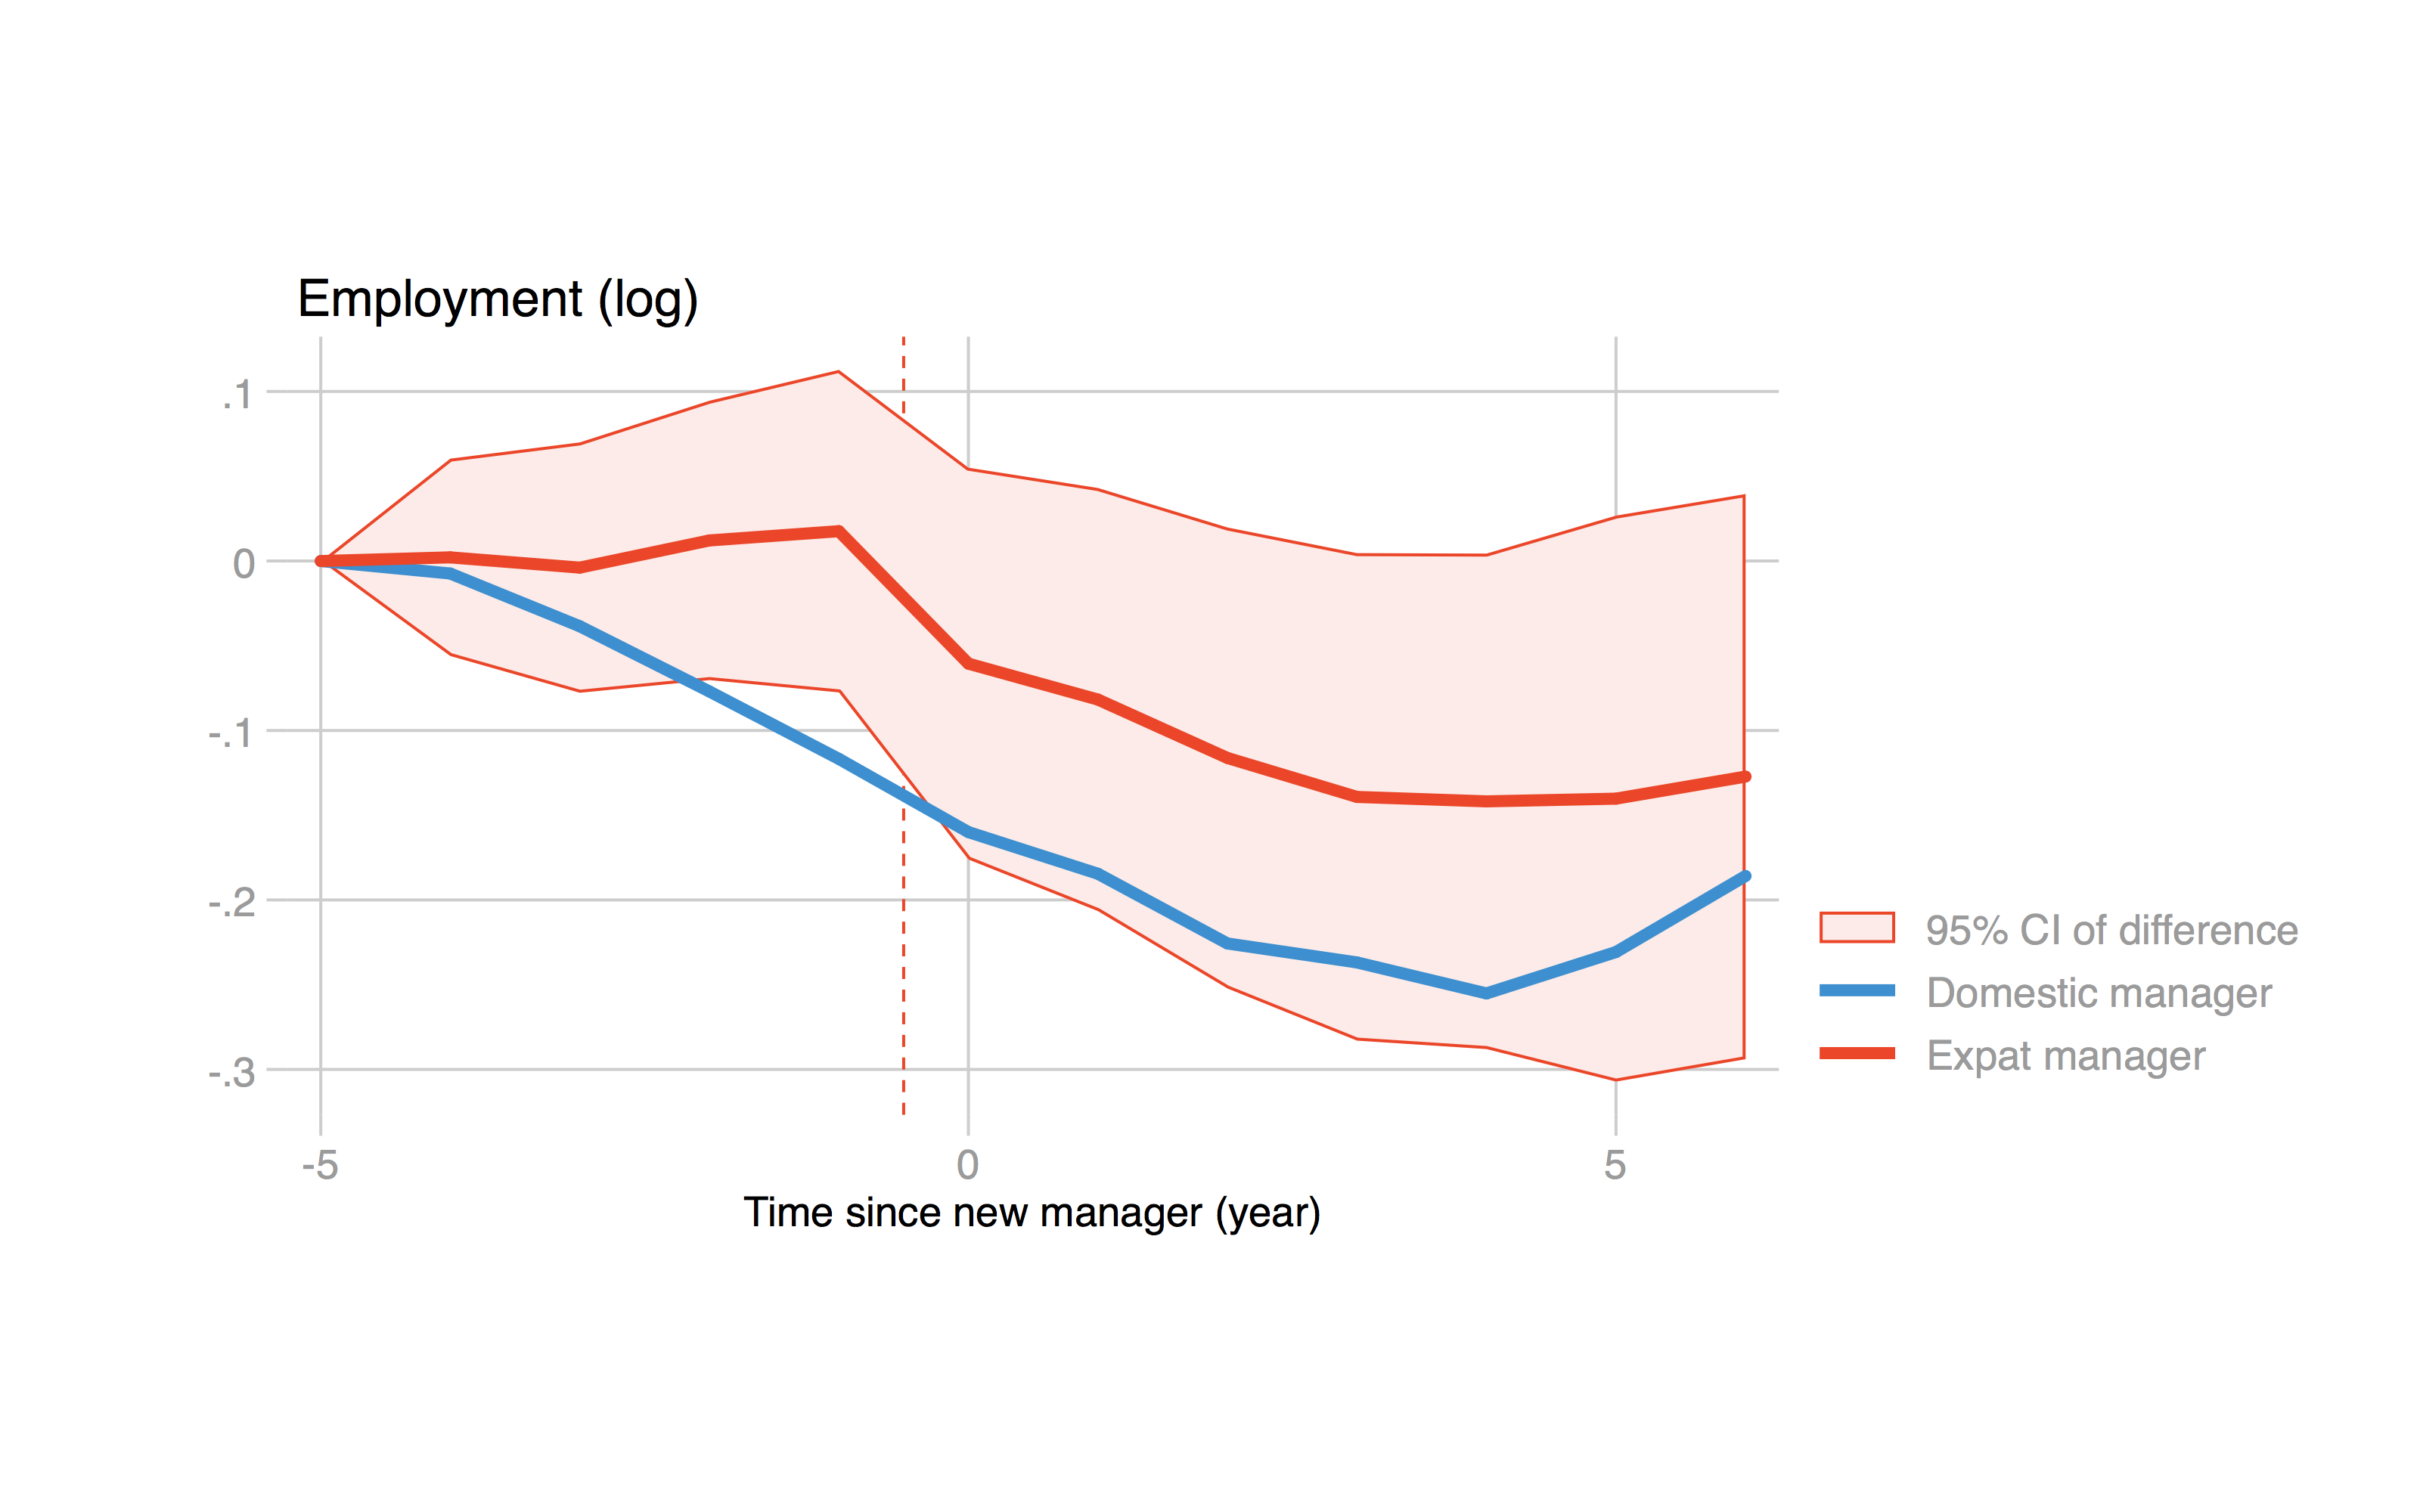 Employment (log)
.1
0
-.1
-.2
-.3
-5
0
5
Time since new manager (year)
95% CI of difference
Domestic manager
Expat manager